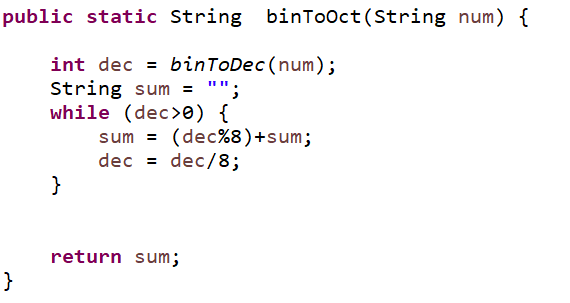 public static String  binToOct(String num) {
int dec = binToDec(num);
String sum = "";
while (dec>0) {
sum = (dec%8)+sum;
dec = dec/8;
}
return sum;
}